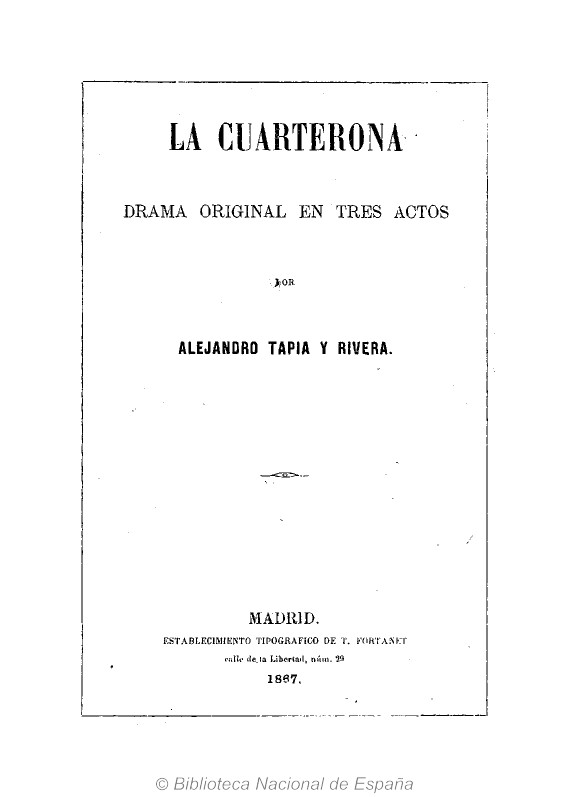 LA CUARTERONA
DRAMA ORIGINAL EN TRES ACTOS
POR
ALEJANDRO TAPIA Y RIVERA.
MADRID.
ESTABLECIMIENTO TIPOGRAFICO DE T. FORTANET
calle de la Libertad, núm. 29
1867.
© Biblioteca Nacional de España